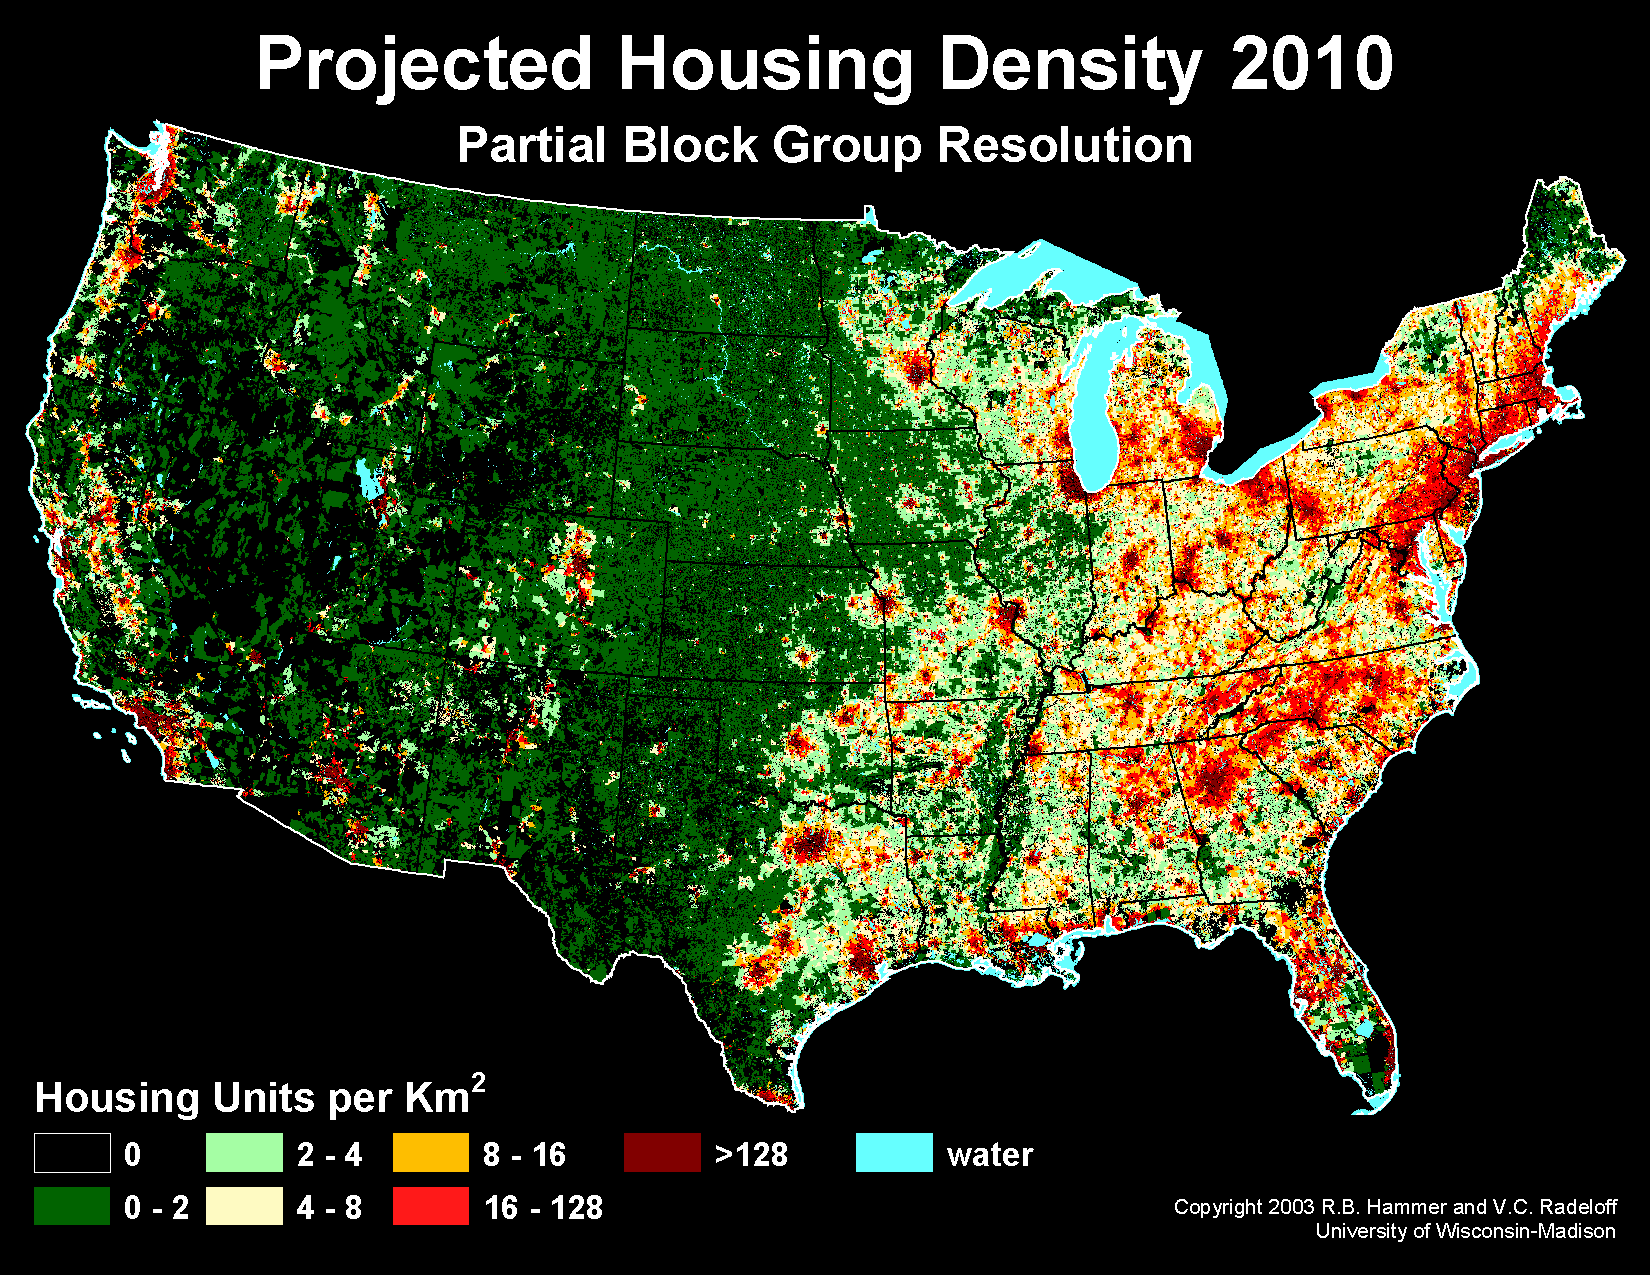 Projected Housing Density 2010
Partial Block Group Resolution
Housing Units per Km²
0
2 - 4
8 - 16
>128
water
0 - 2
4 - 8
16 - 128
Copyright 2003 R.B. Hammer and V.C. Radeloff
University of Wisconsin-Madison